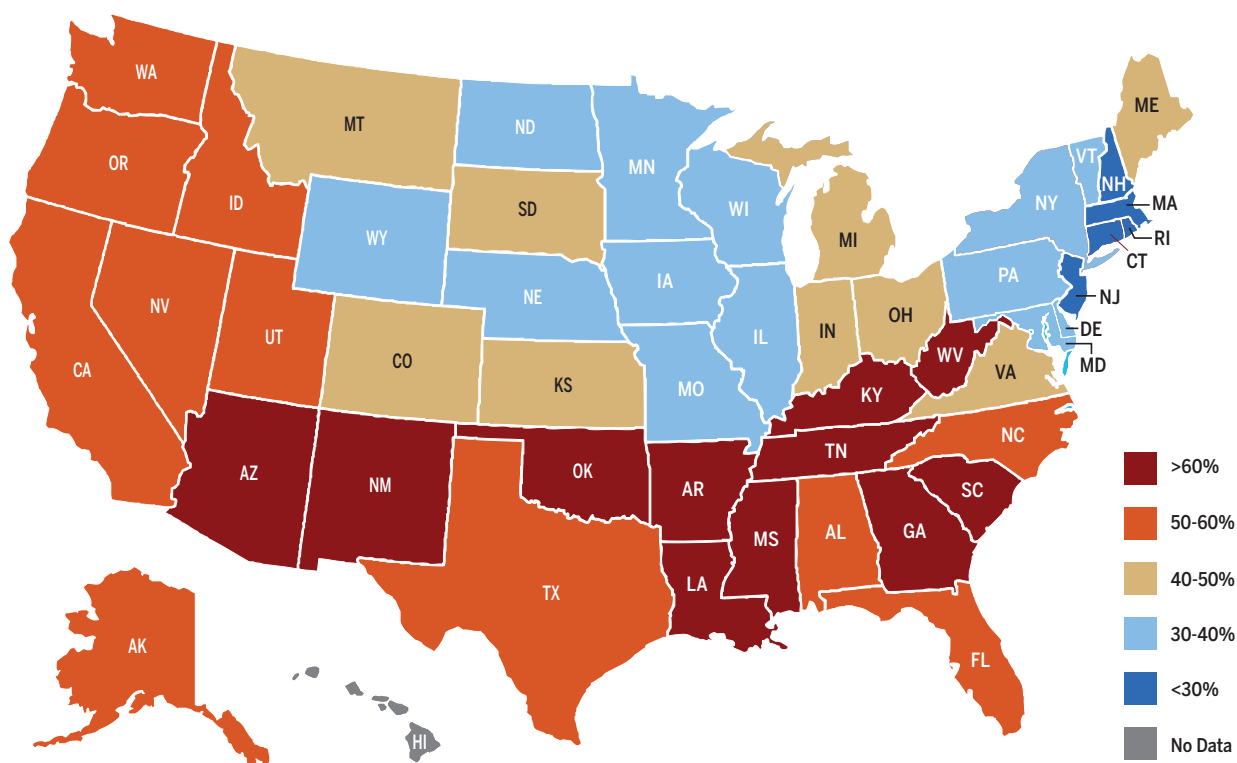 WA
ME
MT
ND
OR
MN
VT
NH
ID
SD
NY
MA
WI
WY
MI
RI
CT
PA
IA
NE
NV
NJ
UT
OH
DE
IN
IL
WV
CO
MD
CA
VA
KS
MO
KY
NC
TN
AZ
OK
>60%
NM
AR
SC
50-60%
MS
AL
GA
40-50%
LA
TX
30-40%
AK
FL
<30%
HI
No Data